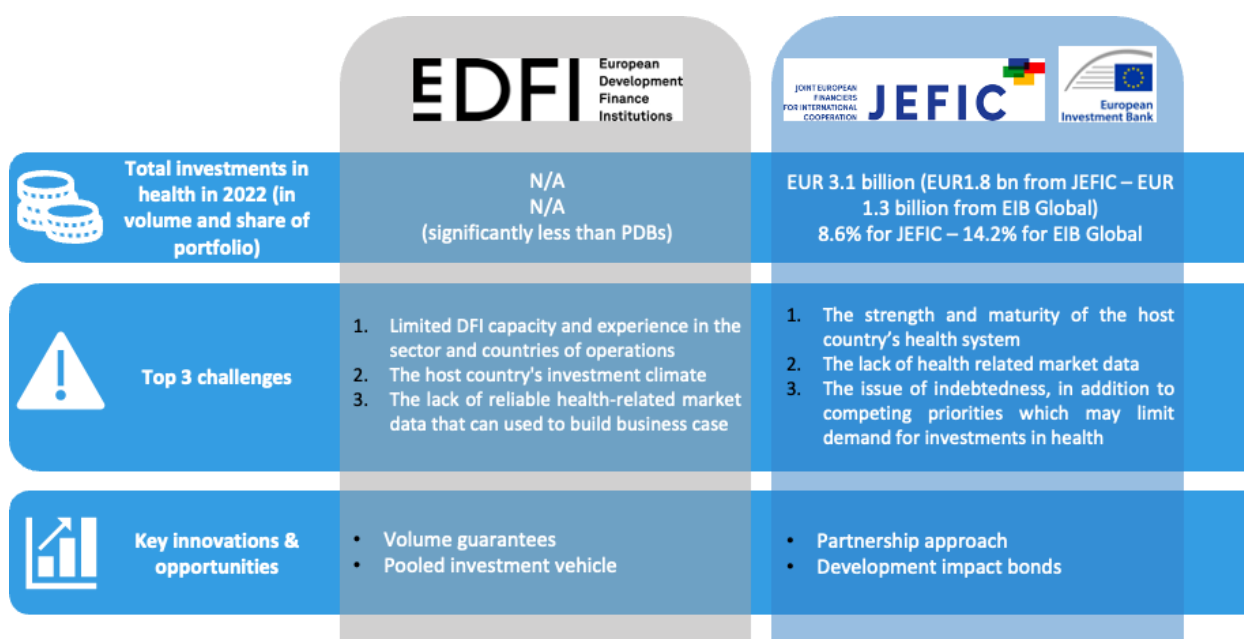 EDFI
European
Development
Finance
Institutions
JOINT EUROPEAN
FINANCIERS
FOR INTERNATIONAL
COOPERATION
JEFIC
European
Investment Bank
Total investments in
health in 2022 (in
volume and share of
portfolio)
N/A
N/A
(significantly less than PDBs)
EUR 3.1 billion (EUR1.8 bn from JEFIC – EUR
1.3 billion from EIB Global)
8.6% for JEFIC – 14.2% for EIB Global
Top 3 challenges
1. Limited DFI capacity and experience in the
sector and countries of operations
2. The host country's investment climate
3. The lack of reliable health-related market
data that can used to build business case
1. The strength and maturity of the host
country's health system
2. The lack of health related market data
3. The issue of indebtedness, in addition to
competing priorities which may limit
demand for investments in health
Key innovations &
opportunities
• Volume guarantees
• Pooled investment vehicle
• Partnership approach
• Development impact bonds